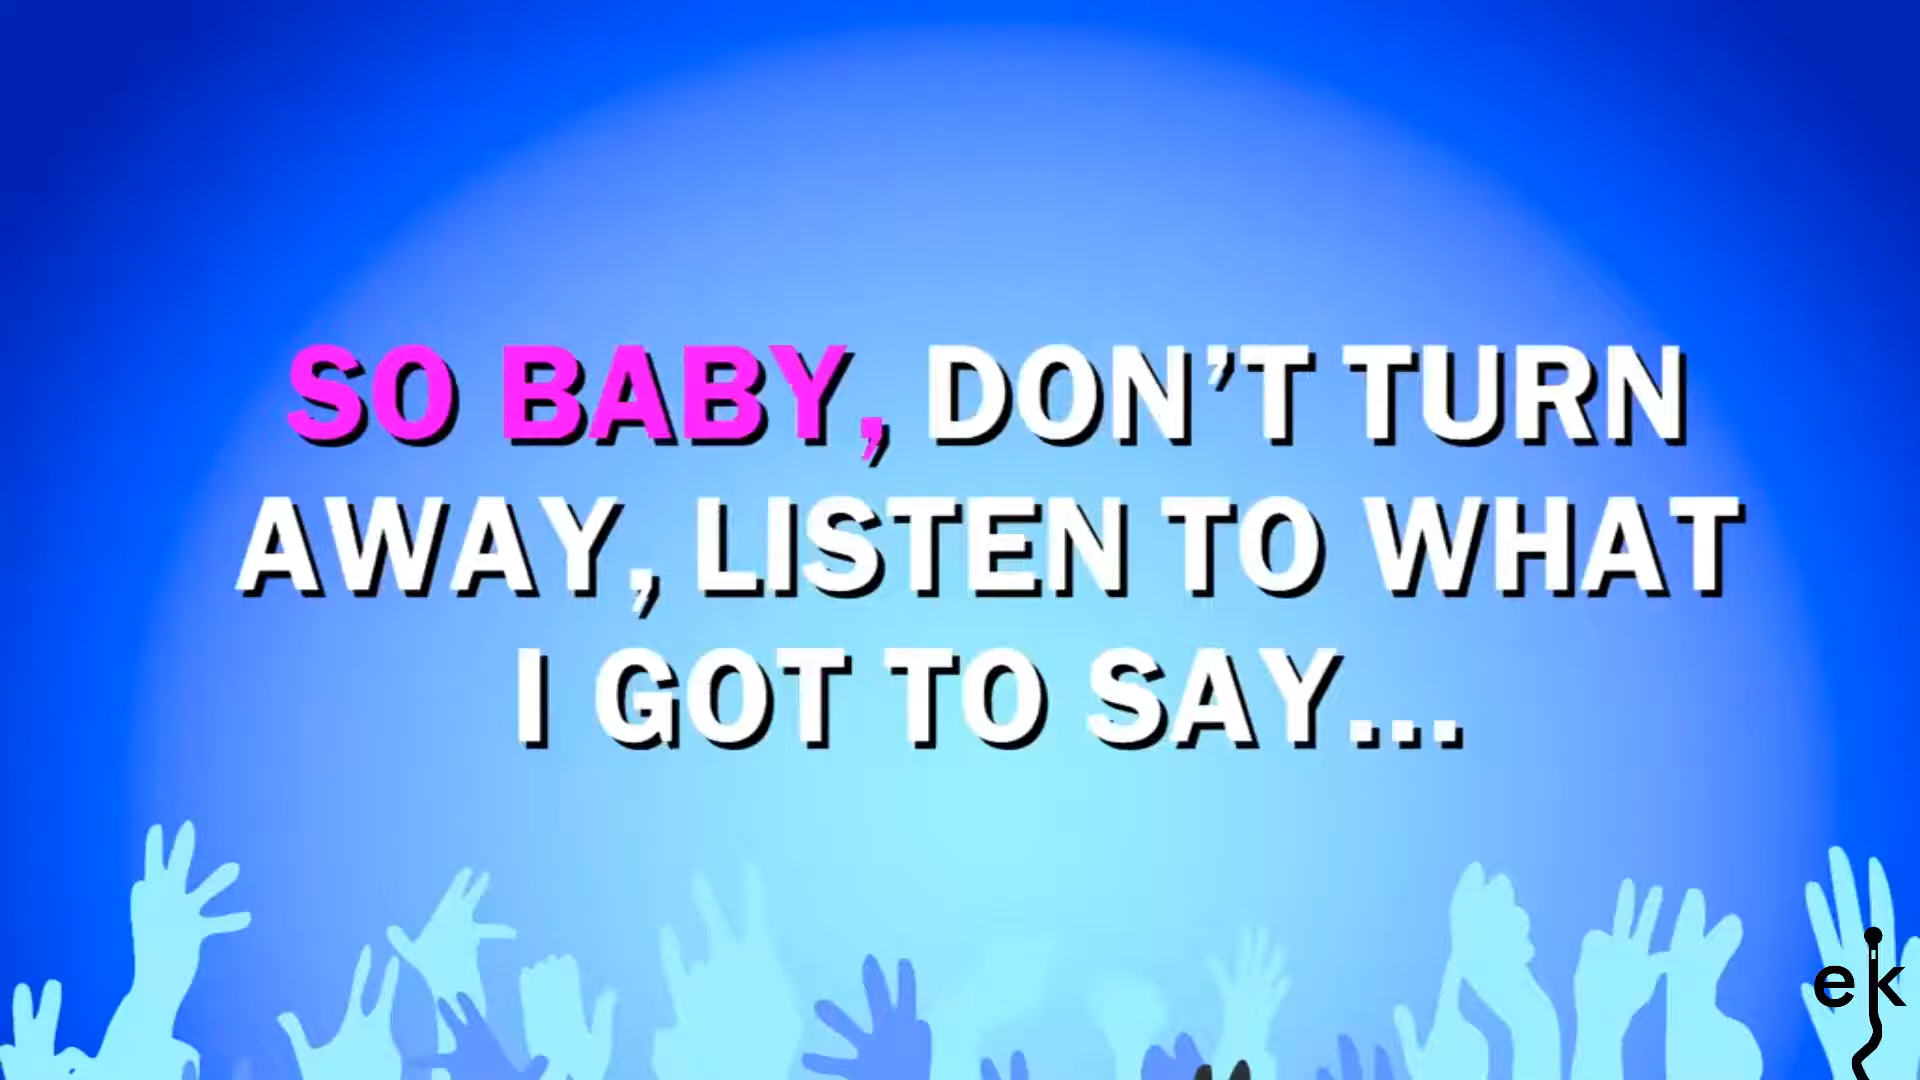 SO BABY, DON’T TURN
AWAY, LISTEN TO WHAT
I GOT TO SAY...
ek